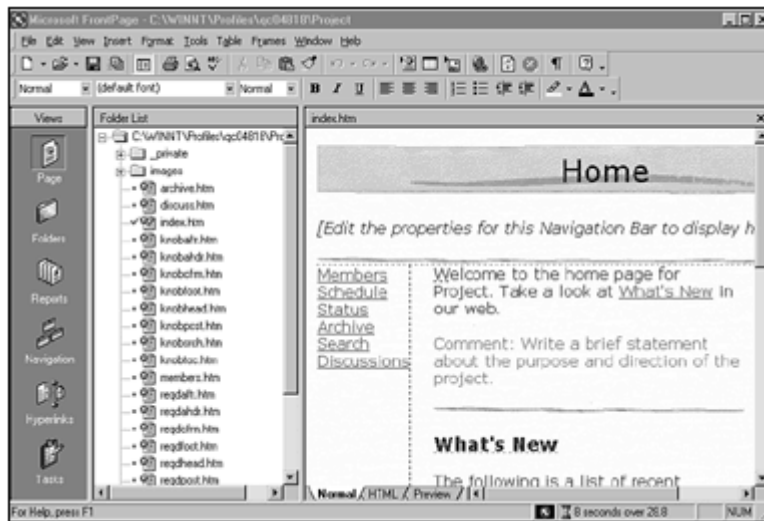 Microsoft FrontPage - C:\WINNT\Profiles\qc04818\Project
File Edit View Insert Format Tools Table Frames Window Help
Normal (default font) Normal B I U A
Views
Page
Folders
Reports
Navigation
Hyperlinks
Tasks
Folder List
C:\WINNT\Profiles\qc04818\Pro
_private
images
archive.htm
discuss.htm
index.htm
knobaftr.htm
knobahdr.htm
knobcfrm.htm
knobfoot.htm
knobhead.htm
knobpost.htm
knobsrch.htm
knobtoc.htm
members.htm
reqdaftr.htm
reqdahdr.htm
reqdcfrm.htm
reqdfoot.htm
reqdhead.htm
reqdpost.htm
index.htm
Home
[Edit the properties for this Navigation Bar to display h
Members
Schedule
Status
Archive
Search
Discussions
Welcome to the home page for
Project. Take a look at What's New in
our web.
Comment: Write a brief statement
about the purpose and direction of the
project.
What's New
The following is a list of recent
Normal HTML Preview
For Help, press F1
8 seconds over 28.8
NUM